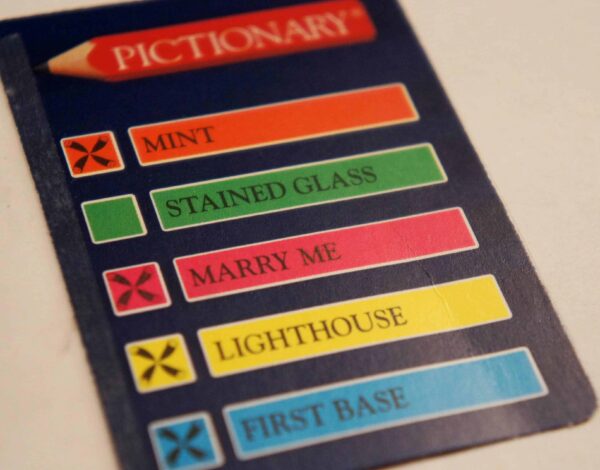 PICTIONARY®
MINT
STAINED GLASS
MARRY ME
LIGHTHOUSE
FIRST BASE